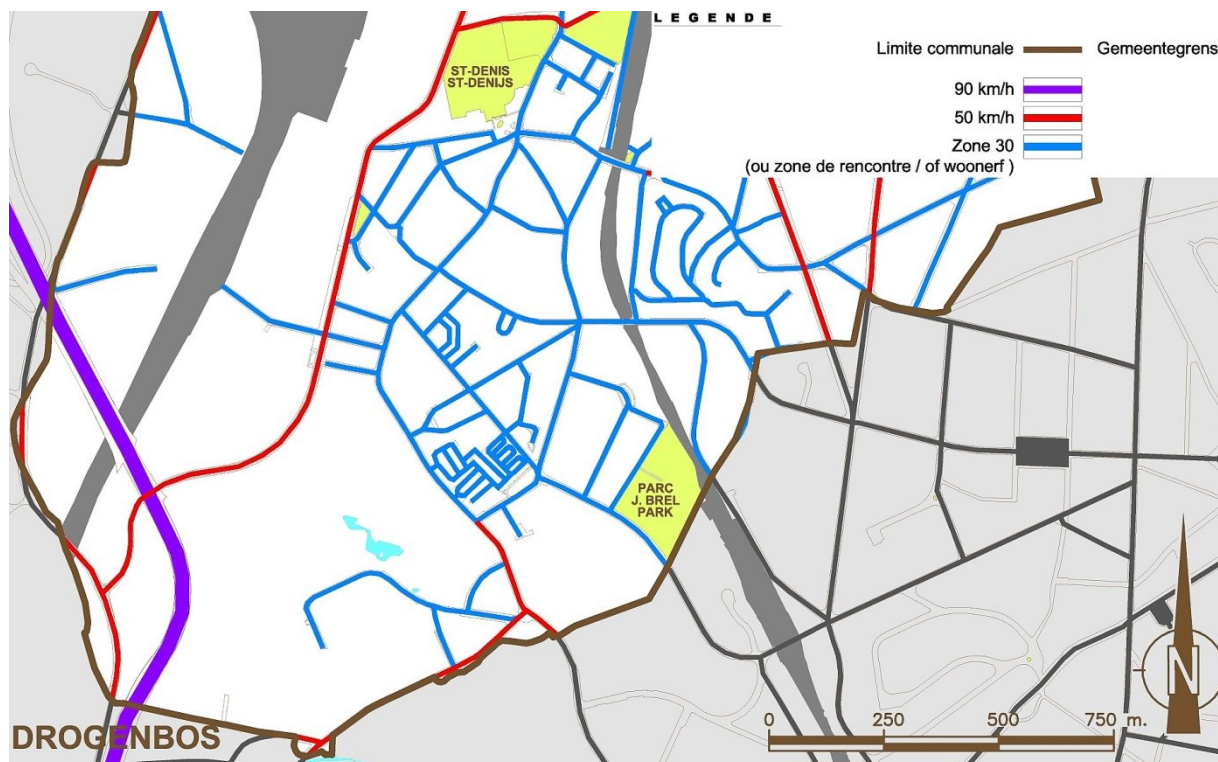 LEGENDE
Limite communale
Gemeentegrens
90 km/h
50 km/h
Zone 30
(ou zone de rencontre / of woonerf )
ST-DENIS
ST-DENIJS
PARC
J. BREL
PARK
N
0 250 500 750 m.
DROGENBOS